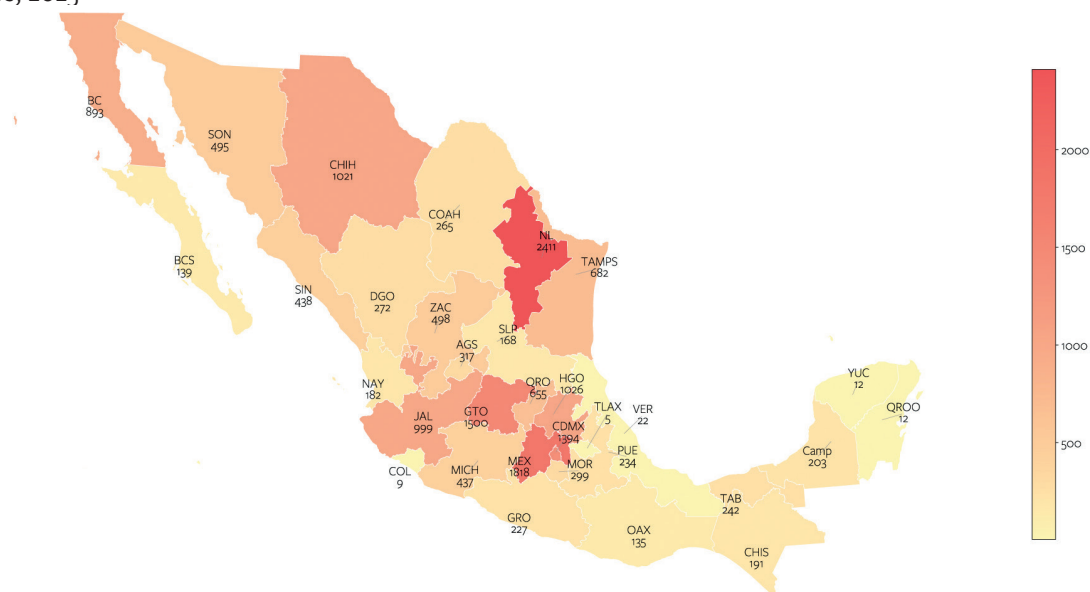 BC
893
SON
495
CHIH
1021
COAH
265
NL
2411
TAMPS
682
BCS
139
SIN
438
DGO
272
ZAC
498
SLP
168
AGS
317
NAY
182
QRO
655
HGO
1026
JAL
999
GTO
1500
CDMX
1394
TLAX
5
VER
22
COL
9
MICH
437
MEX
1818
MOR
299
PUE
234
GRO
227
OAX
135
TAB
242
CHIS
191
Camp
203
YUC
12
QROO
12
2000
1500
1000
500